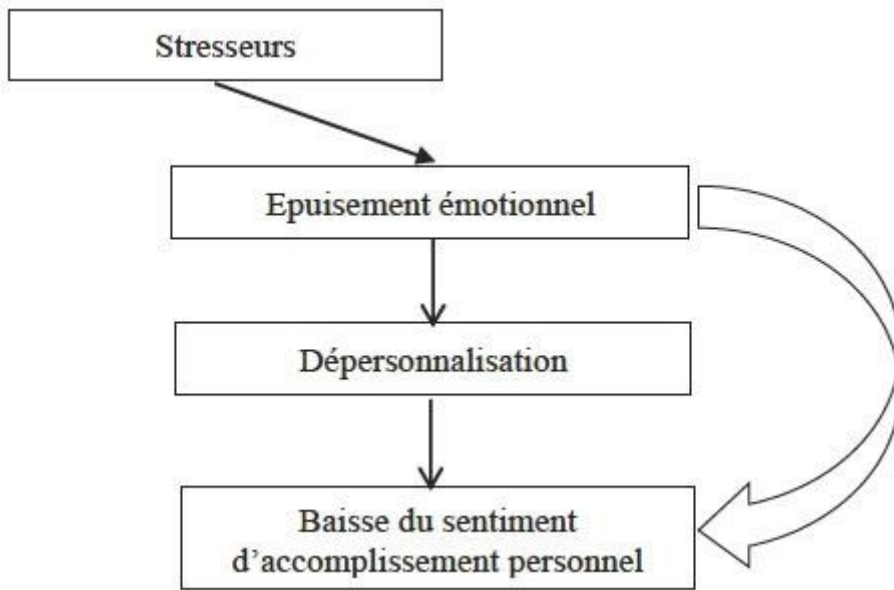 Stresseurs
Epuisement émotionnel
Dépersonnalisation
Baisse du sentiment
d’accomplissement personnel